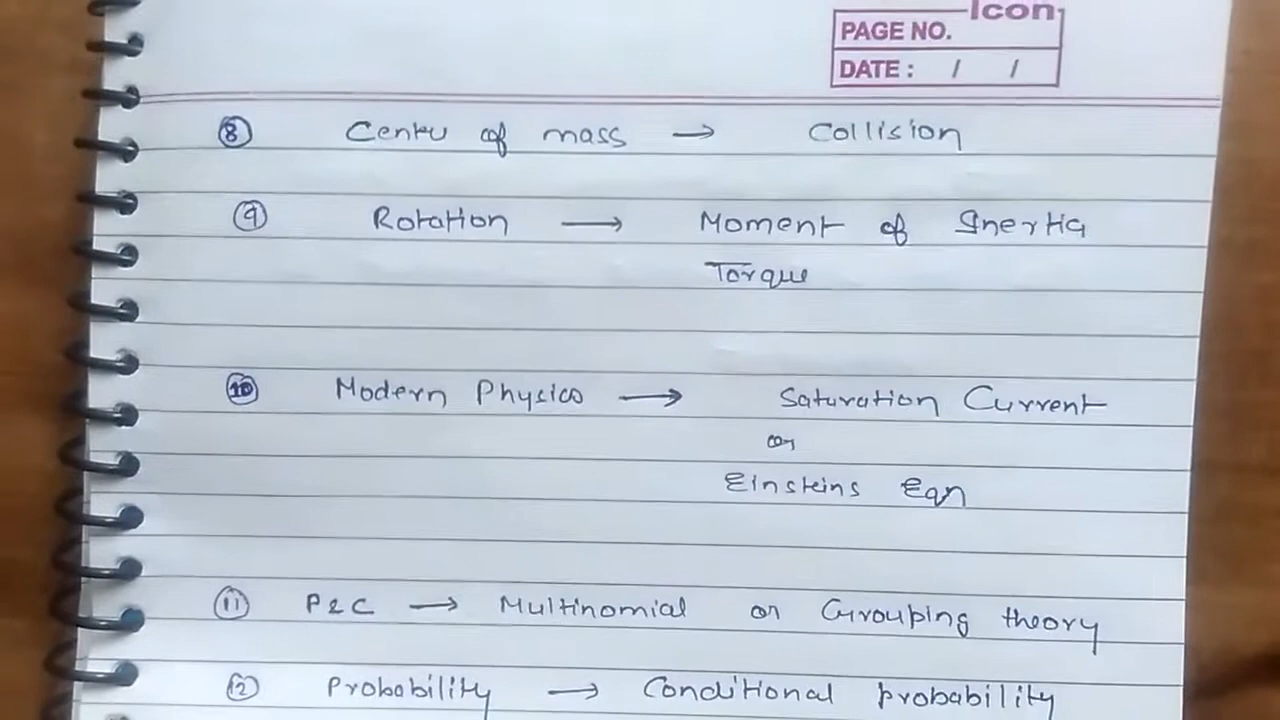 Icon
PAGE NO.
DATE : / /
8 Centre of mass → Collision
9 Rotation → Moment of Inertia
Torque
10 Modern Physics → Saturation Current
or
Einsteins Eqn
11 P&C → Multinomial or Grouping theory
12 Probability → Conditional probability